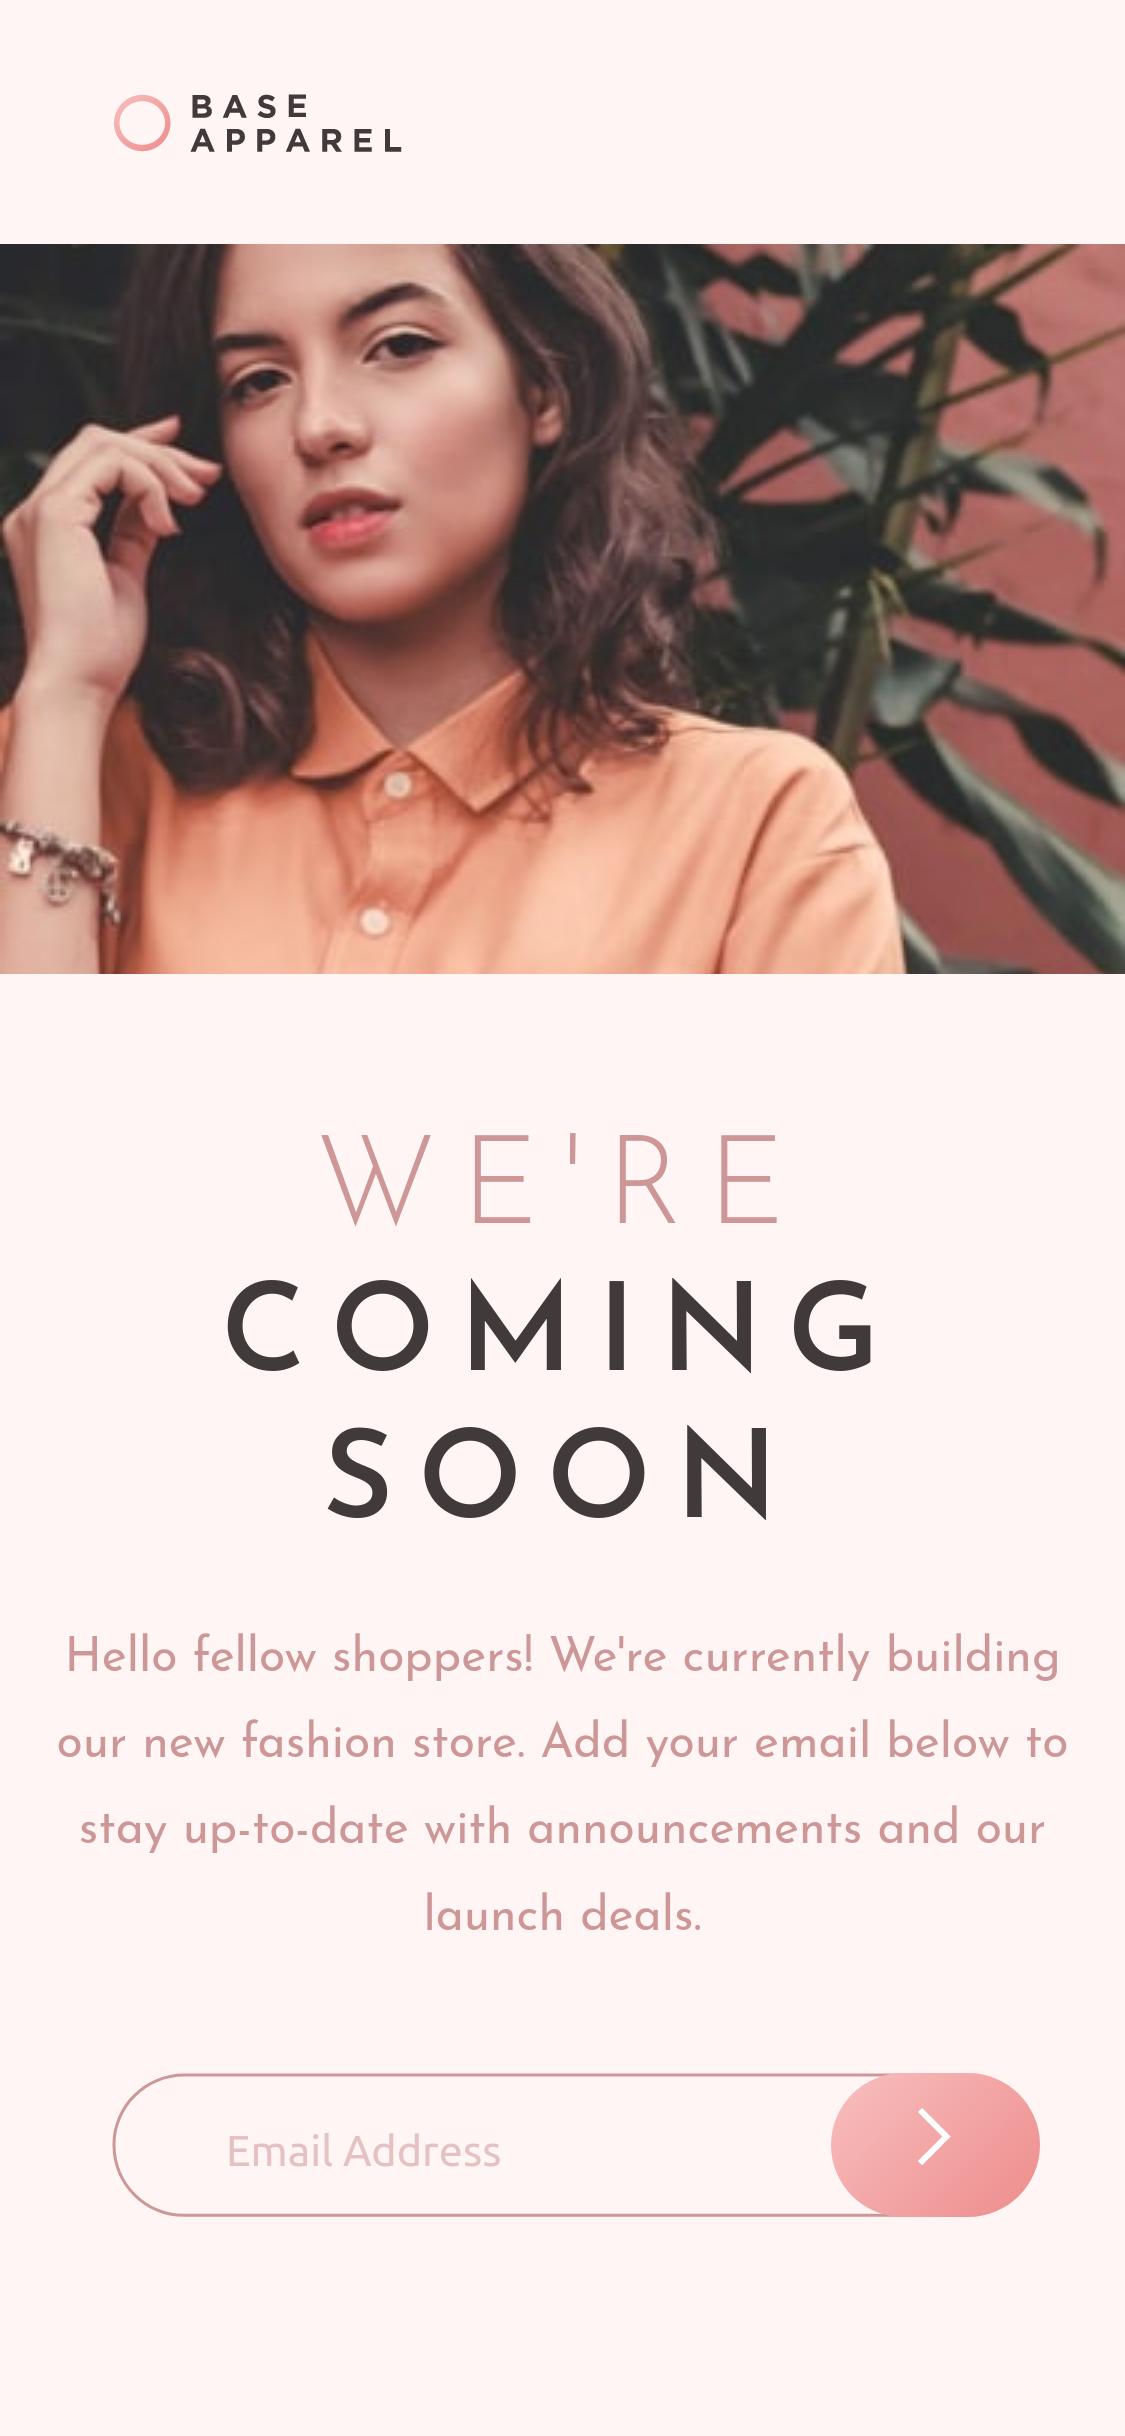 BASE
APPAREL
WE'RE
COMING
SOON
Hello fellow shoppers! We're currently building
our new fashion store. Add your email below to
stay up-to-date with announcements and our
launch deals.
Email Address